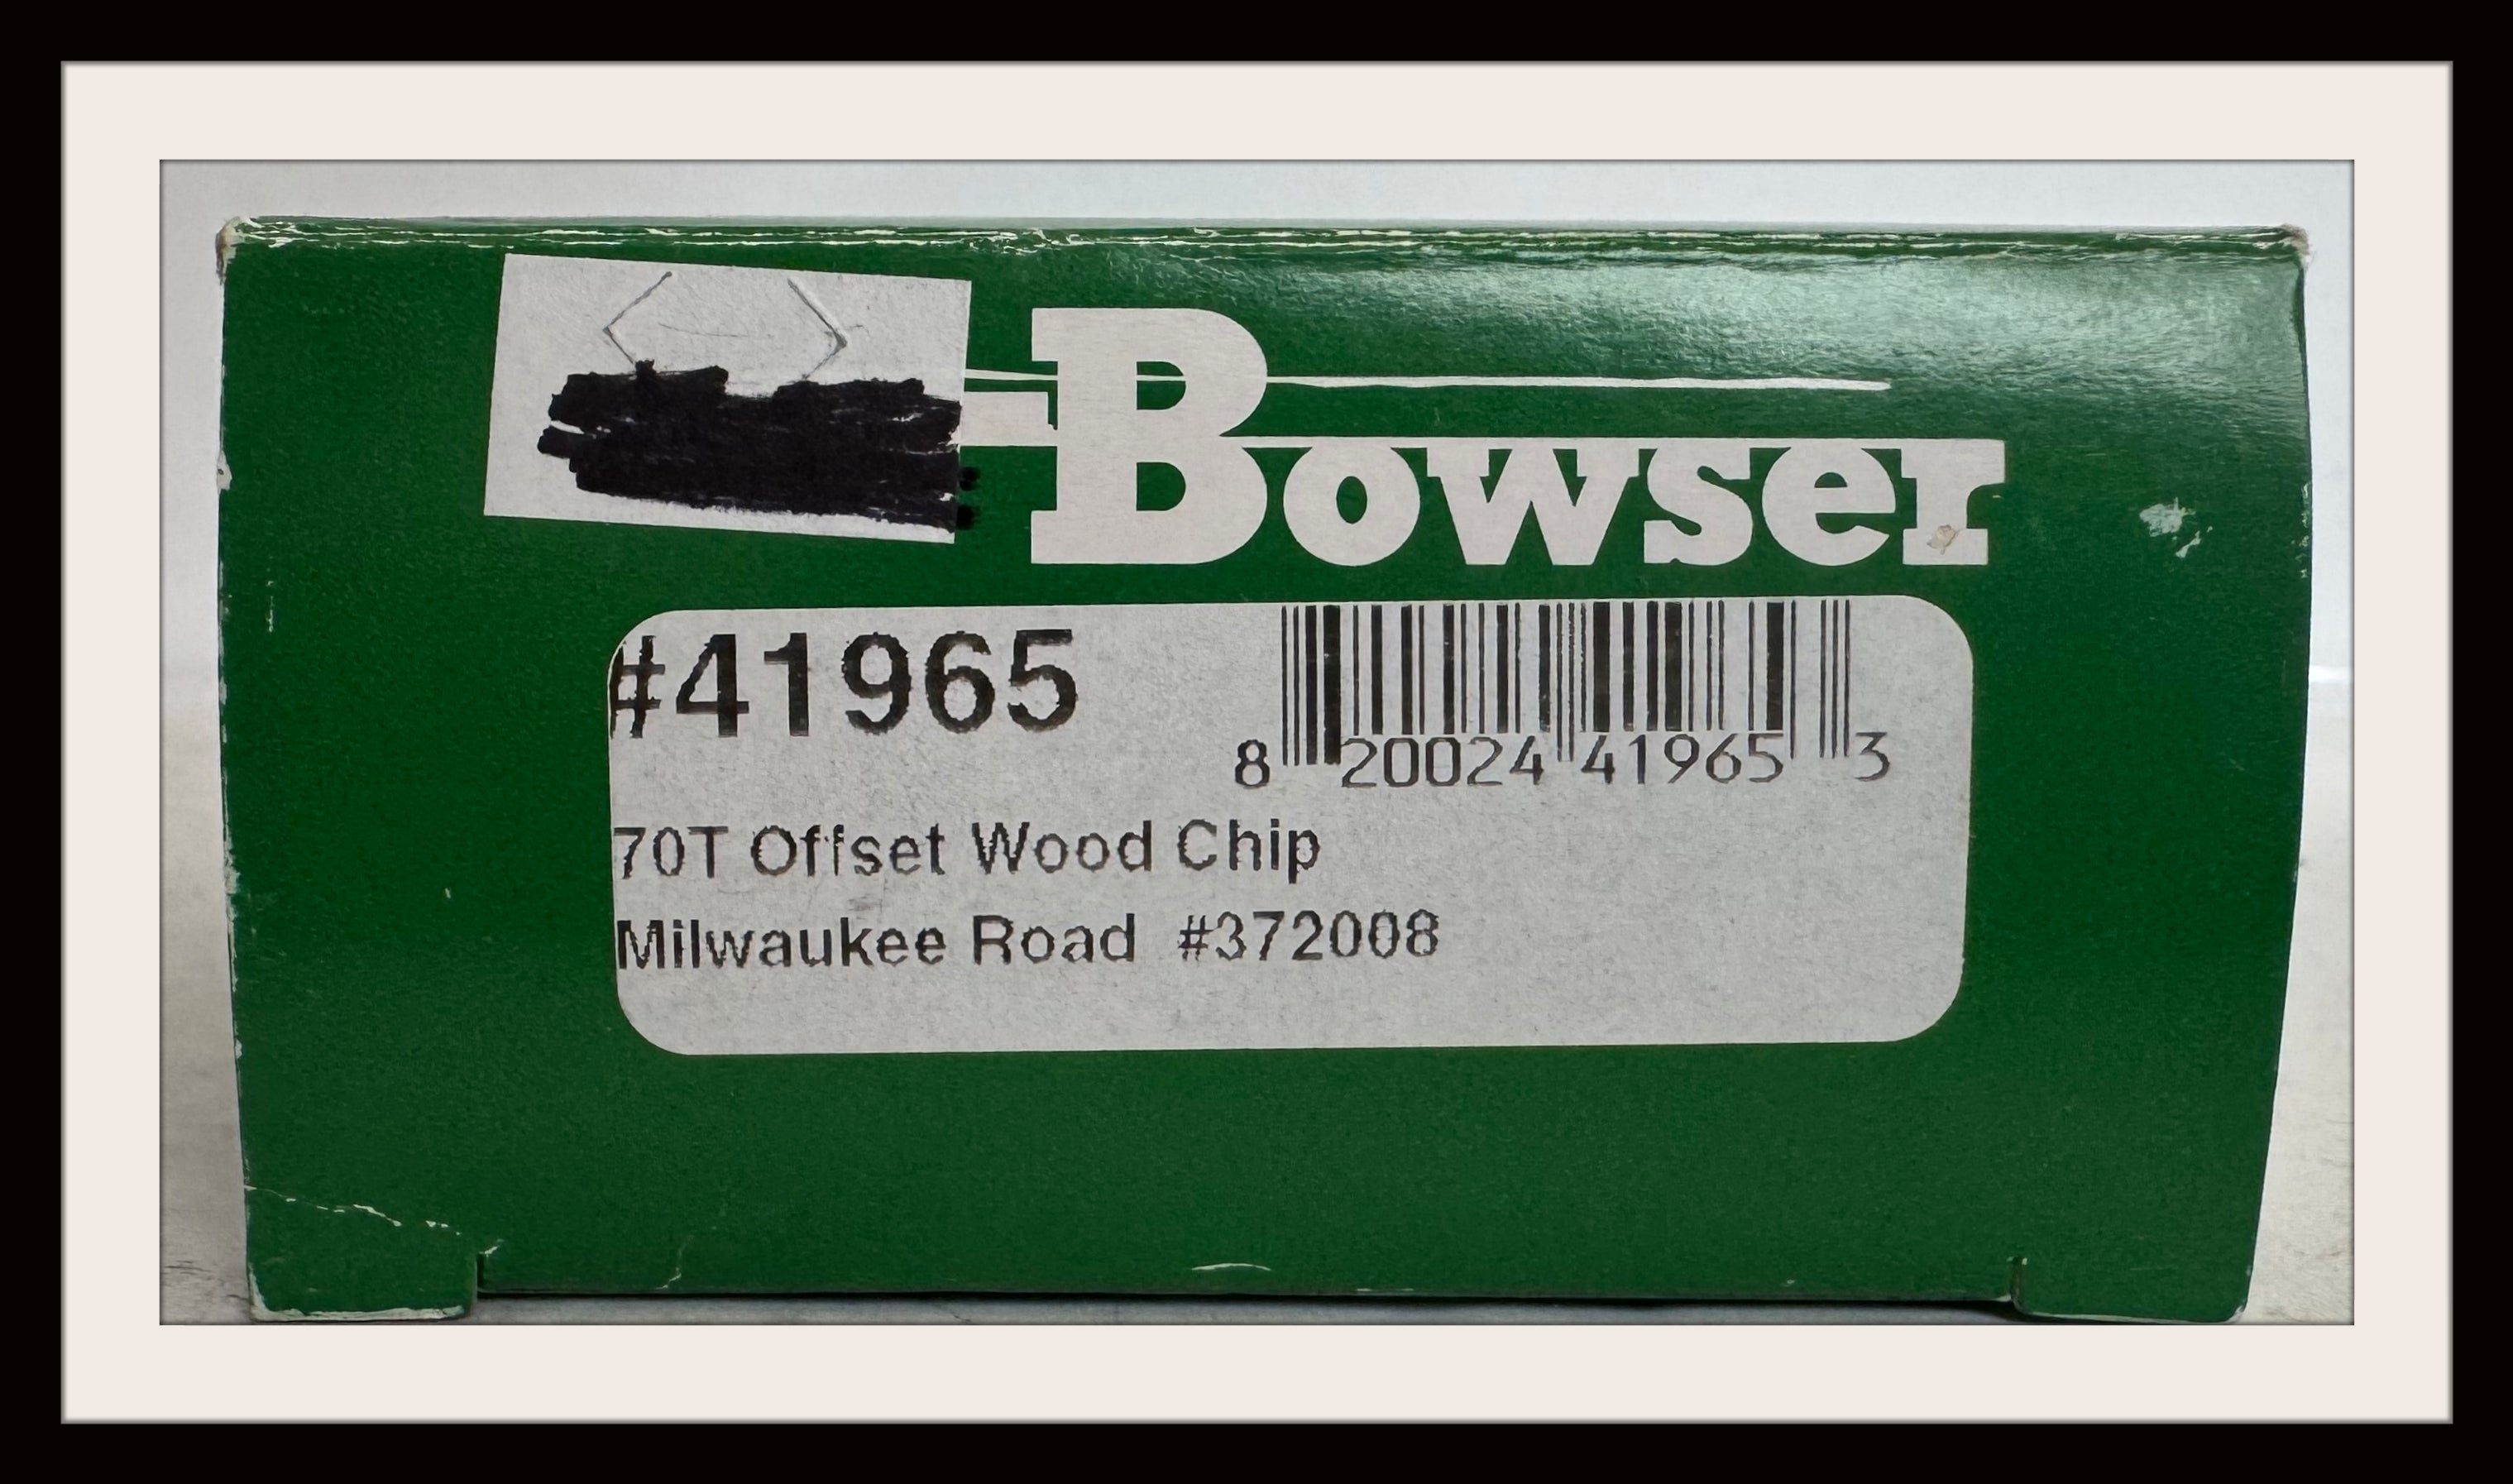 Bowser
#41965
8 20024 41965 3
70T Offset Wood Chip
Milwaukee Road #372008